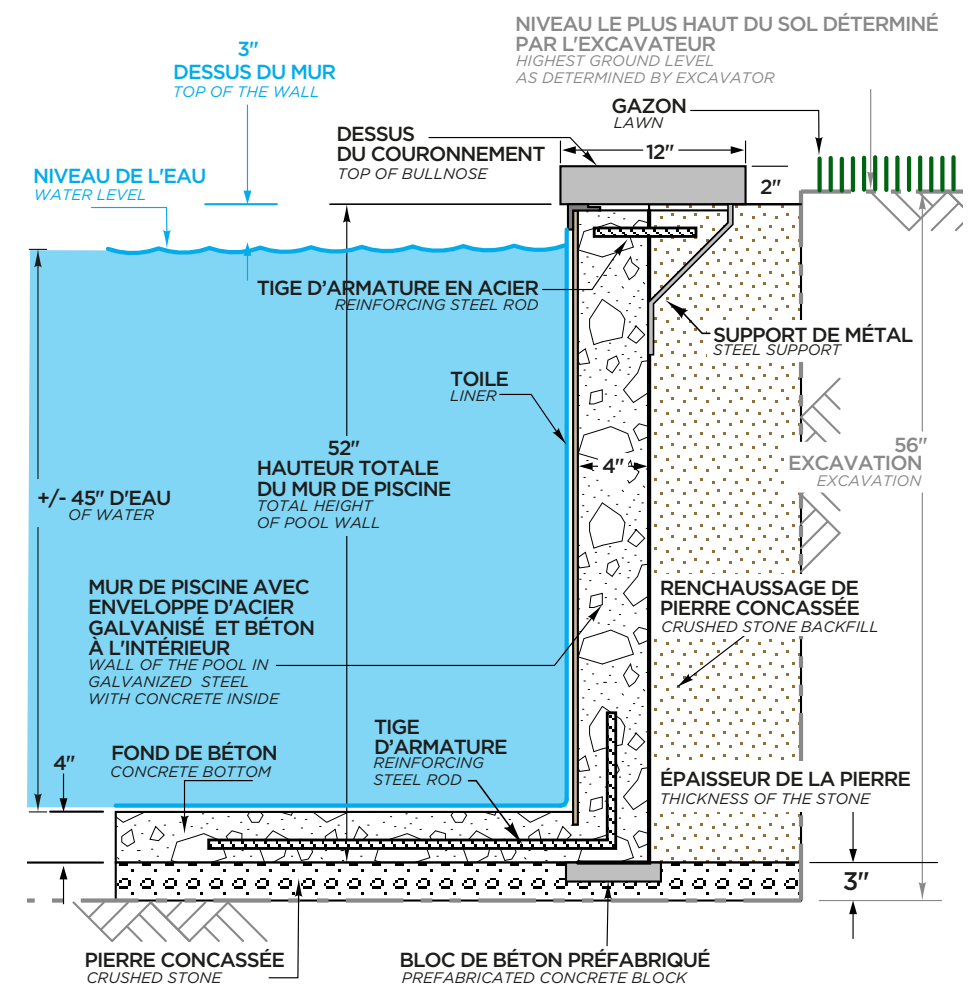 NIVEAU LE PLUS HAUT DU SOL DÉTERMINÉ
PAR L'EXCAVATEUR
HIGHEST GROUND LEVEL
AS DETERMINED BY EXCAVATOR
3"
DESSUS DU MUR
TOP OF THE WALL
GAZON
LAWN
DESSUS
DU COURONNEMENT
TOP OF BULLNOSE
12"
2"
NIVEAU DE L'EAU
WATER LEVEL
TIGE D'ARMATURE EN ACIER
REINFORCING STEEL ROD
SUPPORT DE MÉTAL
STEEL SUPPORT
TOILE
LINER
52"
HAUTEUR TOTALE
DU MUR DE PISCINE
TOTAL HEIGHT
OF POOL WALL
4"
56"
EXCAVATION
EXCAVATION
+/- 45" D'EAU
OF WATER
MUR DE PISCINE AVEC
ENVELOPPE D'ACIER
GALVANISÉ ET BÉTON
À L'INTÉRIEUR
WALL OF THE POOL IN
GALVANIZED STEEL
WITH CONCRETE INSIDE
RENCHAUSSAGE DE
PIERRE CONCASSÉE
CRUSHED STONE BACKFILL
TIGE
D'ARMATURE
REINFORCING
STEEL ROD
4"
FOND DE BÉTON
CONCRETE BOTTOM
ÉPAISSEUR DE LA PIERRE
THICKNESS OF THE STONE
3"
PIERRE CONCASSÉE
CRUSHED STONE
BLOC DE BÉTON PRÉFABRIQUÉ
PREFABRICATED CONCRETE BLOCK